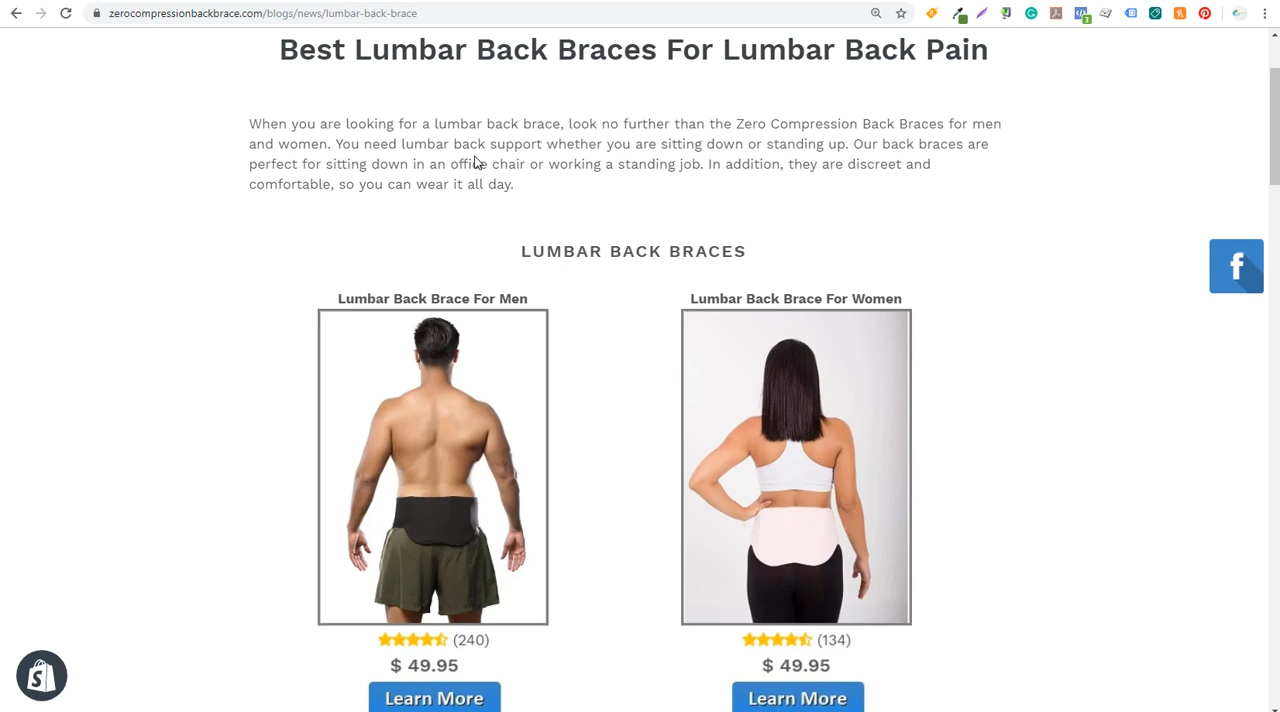 zerocompressionbackbrace.com/blogs/news/lumbar-back-brace
3
Best Lumbar Back Braces For Lumbar Back Pain
When you are looking for a lumbar back brace, look no further than the Zero Compression Back Braces for men
and women. You need lumbar back support whether you are sitting down or standing up. Our back braces are
perfect for sitting down in an office chair or working a standing job. In addition, they are discreet and
comfortable, so you can wear it all day.
f
LUMBAR BACK BRACES
Lumbar Back Brace For Men
Lumbar Back Brace For Women
(240)
(134)
$ 49.95
$ 49.95
Learn More
Learn More
S